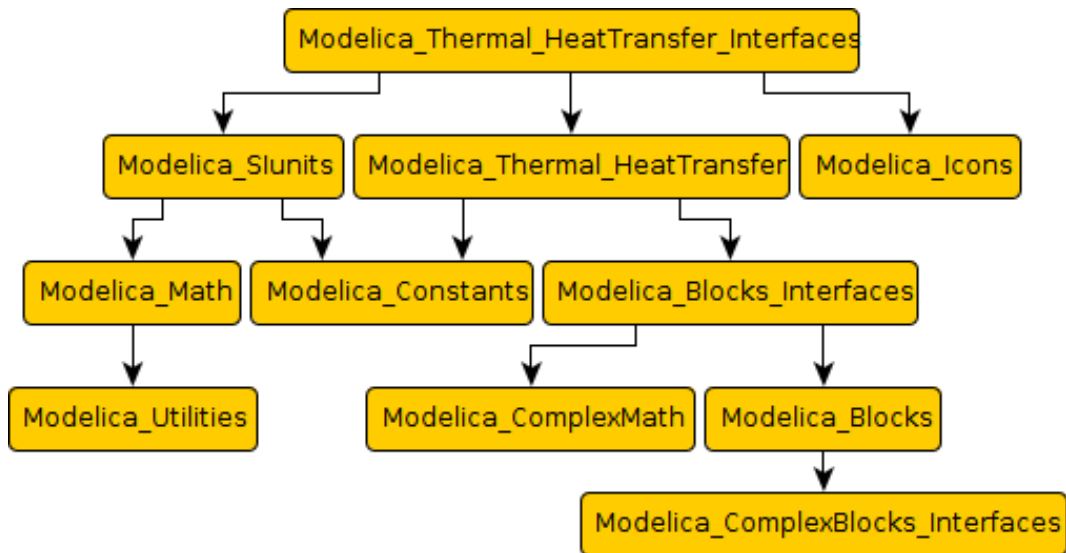 Modelica_Thermal_HeatTransfer_Interfaces
Modelica_SIunits
Modelica_Thermal_HeatTransfer
Modelica_Icons
Modelica_Math
Modelica_Constants
Modelica_Blocks_Interfaces
Modelica_Utilities
Modelica_ComplexMath
Modelica_Blocks
Modelica_ComplexBlocks_Interfaces